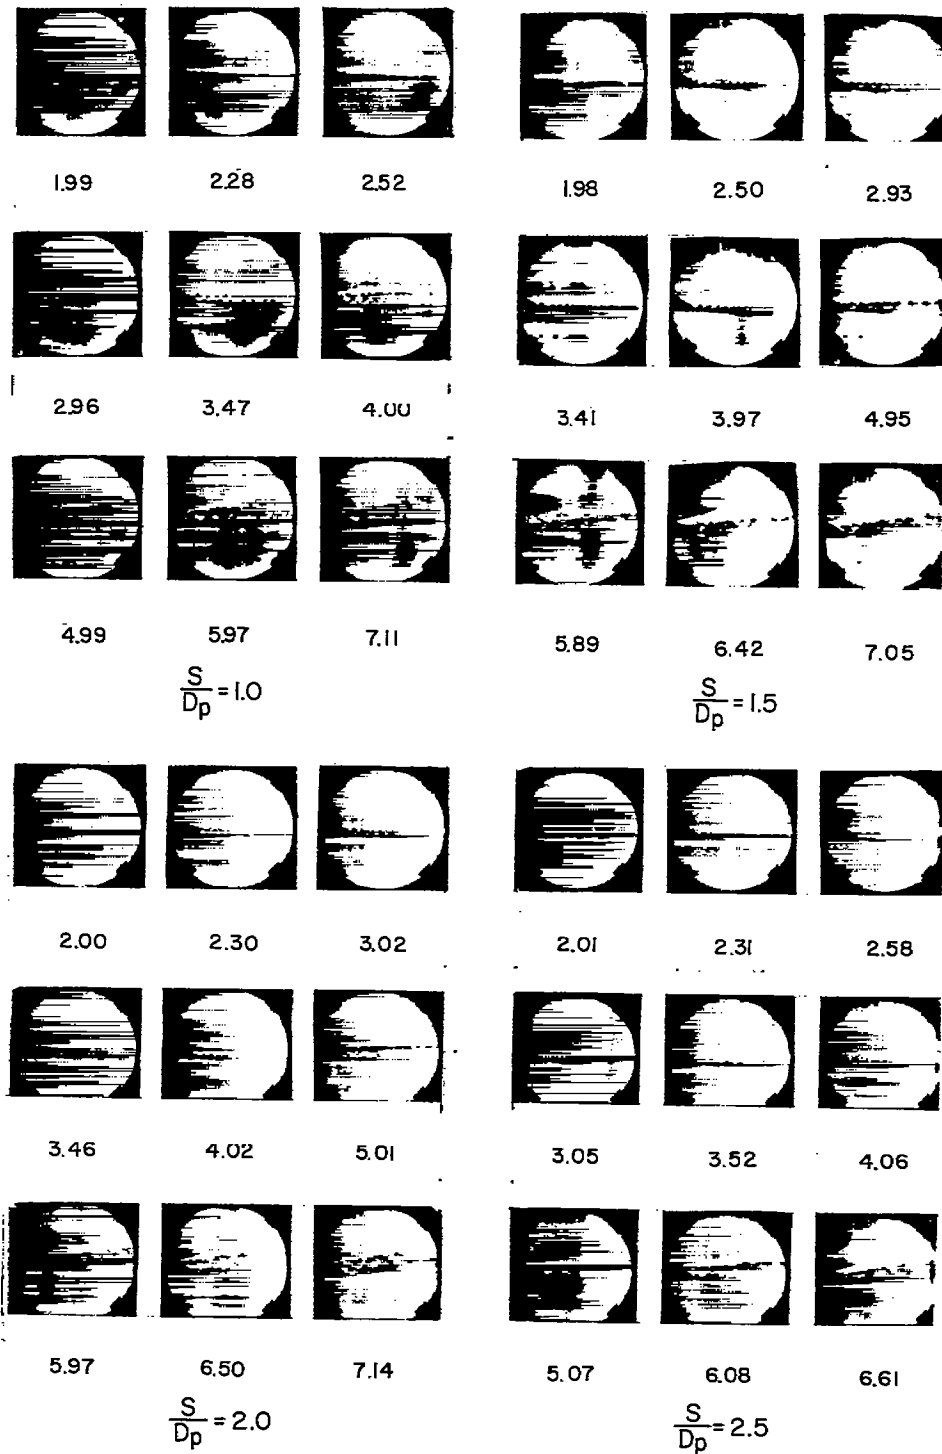 1.99 2.28 2.52
2.96 3.47 4.00
4.99 5.97 7.11
S/Dp = 1.0
1.98 2.50 2.93
3.41 3.97 4.95
5.89 6.42 7.05
S/Dp = 1.5
2.00 2.30 3.02
3.46 4.02 5.01
5.97 6.50 7.14
S/Dp = 2.0
2.01 2.31 2.58
3.05 3.52 4.06
5.07 6.08 6.61
S/Dp = 2.5